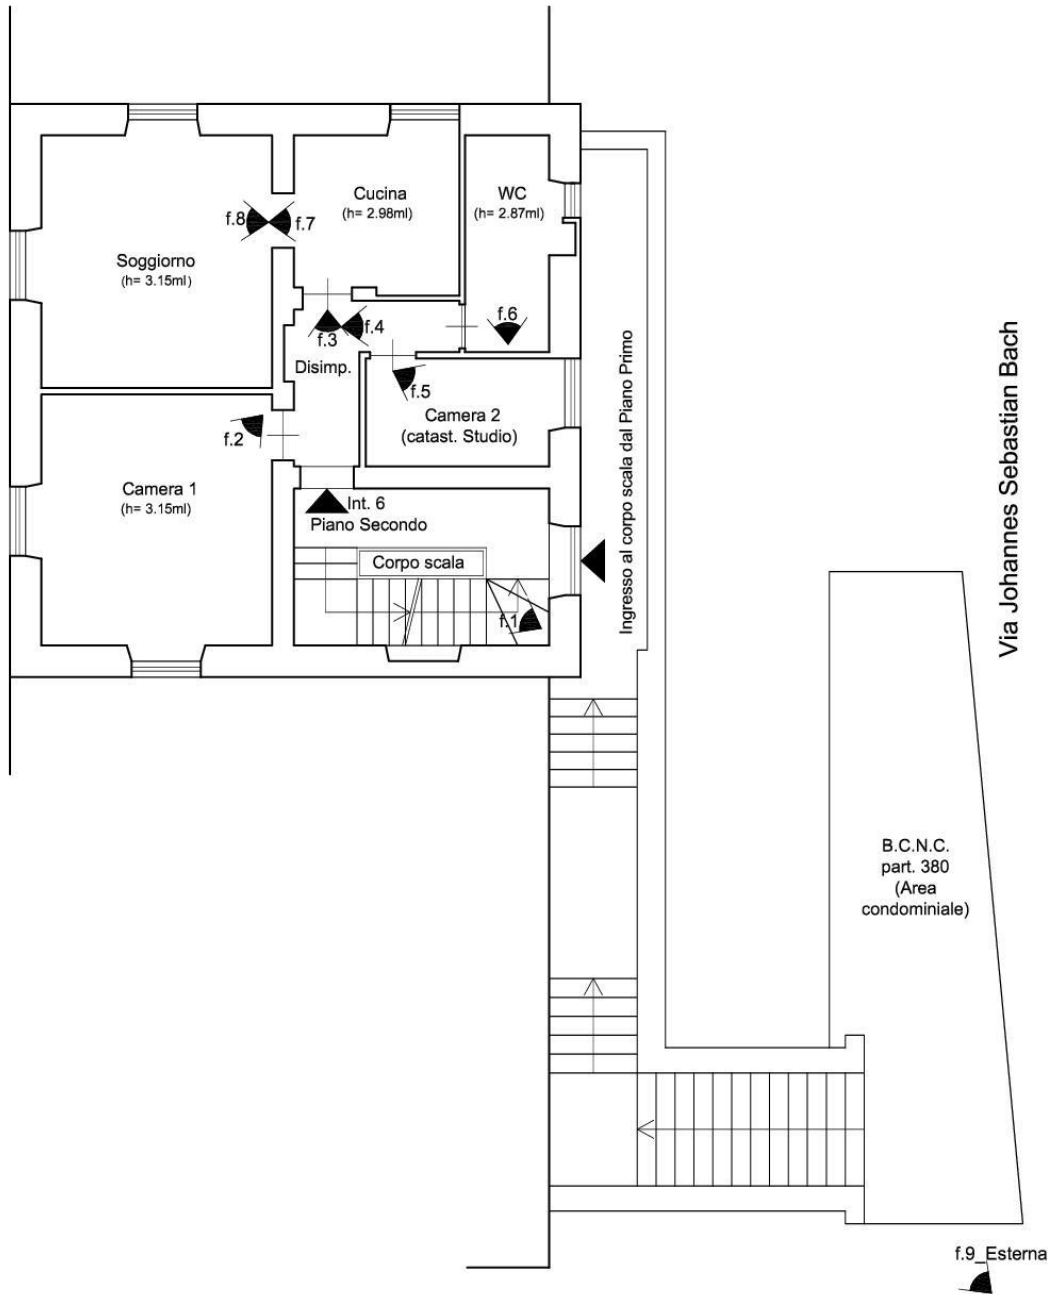 Cucina
(h= 2.98ml)
WC
(h= 2.87ml)
f.8
f.7
Soggiorno
(h= 3.15ml)
f.6
f.3
f.4
Disimp.
f.5
f.2
Camera 2
(catast. Studio)
Camera 1
(h= 3.15ml)
Int. 6
Piano Secondo
Corpo scala
f.1
Ingresso al corpo scala dal Piano Primo
Via Johannes Sebastian Bach
B.C.N.C.
part. 380
(Area
condominiale)
f.9_Esterna